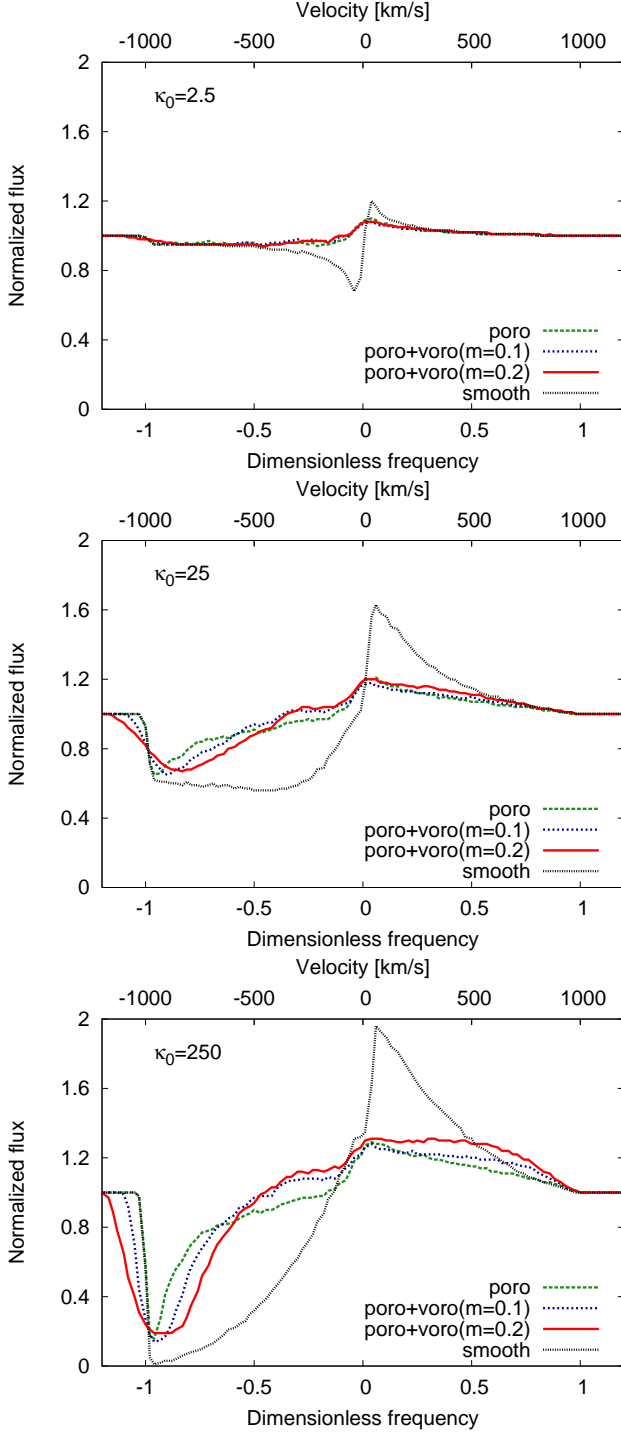 Velocity [km/s]
-1000 -500 0 500 1000
2
κ0=2.5
1.6
1.2
Normalized flux
0.8
poro
0.4
poro+voro(m=0.1)
poro+voro(m=0.2)
smooth
0
-1 -0.5 0 0.5 1
Dimensionless frequency
Velocity [km/s]
-1000 -500 0 500 1000
2
κ0=25
1.6
1.2
Normalized flux
0.8
poro
0.4
poro+voro(m=0.1)
poro+voro(m=0.2)
smooth
0
-1 -0.5 0 0.5 1
Dimensionless frequency
Velocity [km/s]
-1000 -500 0 500 1000
2
κ0=250
1.6
1.2
Normalized flux
0.8
poro
0.4
poro+voro(m=0.1)
poro+voro(m=0.2)
smooth
0
-1 -0.5 0 0.5 1
Dimensionless frequency